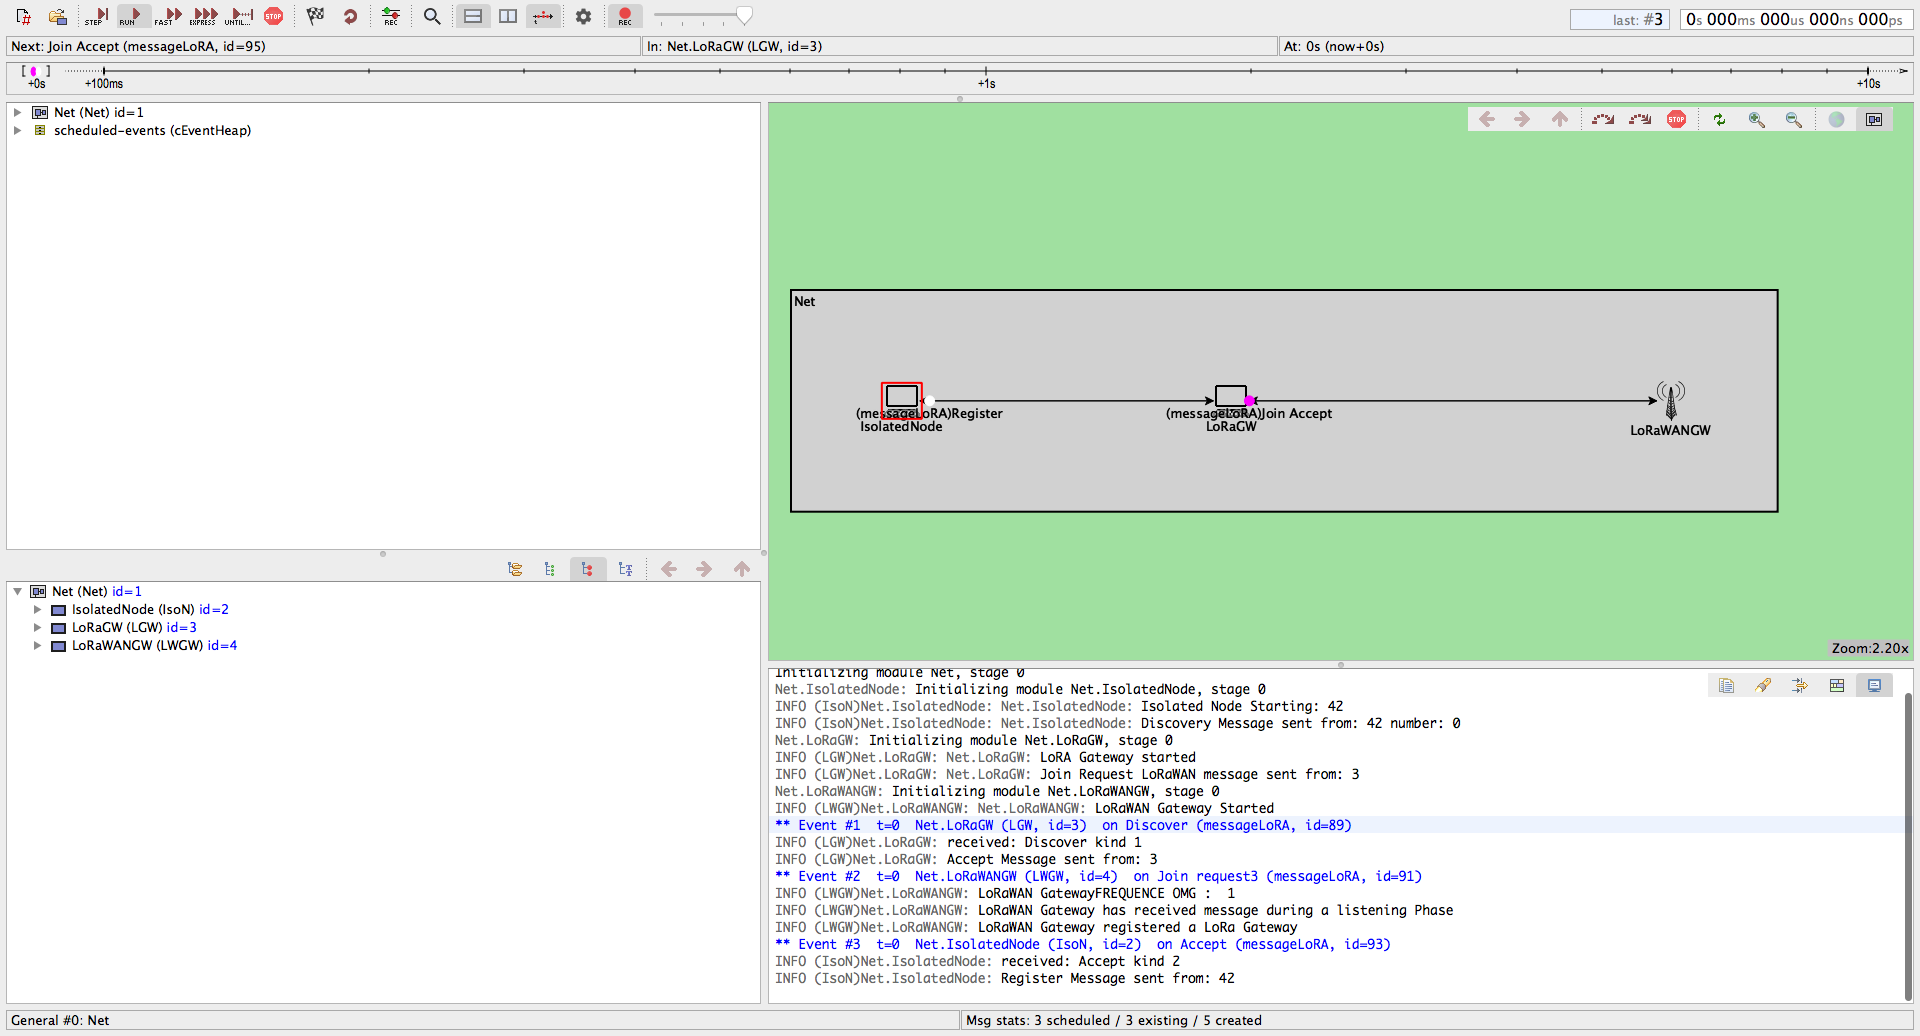 STEP RUN FAST EXPRESS UNTIL... STOP REC REC last: #3 0s 000ms 000us 000ns 000ps
Next: Join Accept (messageLoRA, id=95) In: Net.LoRaGW (LGW, id=3) At: 0s (now+0s)
+0s +100ms +1s +10s
Net (Net) id=1
scheduled-events (cEventHeap)
STOP
Net
(messageLoRA)Register (messageLoRA)Join Accept
IsolatedNode LoRaGW LoRaWANGW
Zoom:2.20x
Net (Net) id=1
IsolatedNode (IsoN) id=2
LoRaGW (LGW) id=3
LoRaWANGW (LWGW) id=4
Initializing module Net, stage 0
Net.IsolatedNode: Initializing module Net.IsolatedNode, stage 0
INFO (IsoN)Net.IsolatedNode: Net.IsolatedNode: Isolated Node Starting: 42
INFO (IsoN)Net.IsolatedNode: Net.IsolatedNode: Discovery Message sent from: 42 number: 0
Net.LoRaGW: Initializing module Net.LoRaGW, stage 0
INFO (LGW)Net.LoRaGW: Net.LoRaGW: LoRA Gateway started
INFO (LGW)Net.LoRaGW: Net.LoRaGW: Join Request LoRaWAN message sent from: 3
Net.LoRaWANGW: Initializing module Net.LoRaWANGW, stage 0
INFO (LWGW)Net.LoRaWANGW: Net.LoRaWANGW: LoRaWAN Gateway Started
** Event #1 t=0 Net.LoRaGW (LGW, id=3) on Discover (messageLoRA, id=89)
INFO (LGW)Net.LoRaGW: received: Discover kind 1
INFO (LGW)Net.LoRaGW: Accept Message sent from: 3
** Event #2 t=0 Net.LoRaWANGW (LWGW, id=4) on Join request3 (messageLoRA, id=91)
INFO (LWGW)Net.LoRaWANGW: LoRaWAN GatewayFREQUENCE OMG : 1
INFO (LWGW)Net.LoRaWANGW: LoRaWAN Gateway has received message during a listening Phase
INFO (LWGW)Net.LoRaWANGW: LoRaWAN Gateway registered a LoRa Gateway
** Event #3 t=0 Net.IsolatedNode (IsoN, id=2) on Accept (messageLoRA, id=93)
INFO (IsoN)Net.IsolatedNode: received: Accept kind 2
INFO (IsoN)Net.IsolatedNode: Register Message sent from: 42
General #0: Net Msg stats: 3 scheduled / 3 existing / 5 created